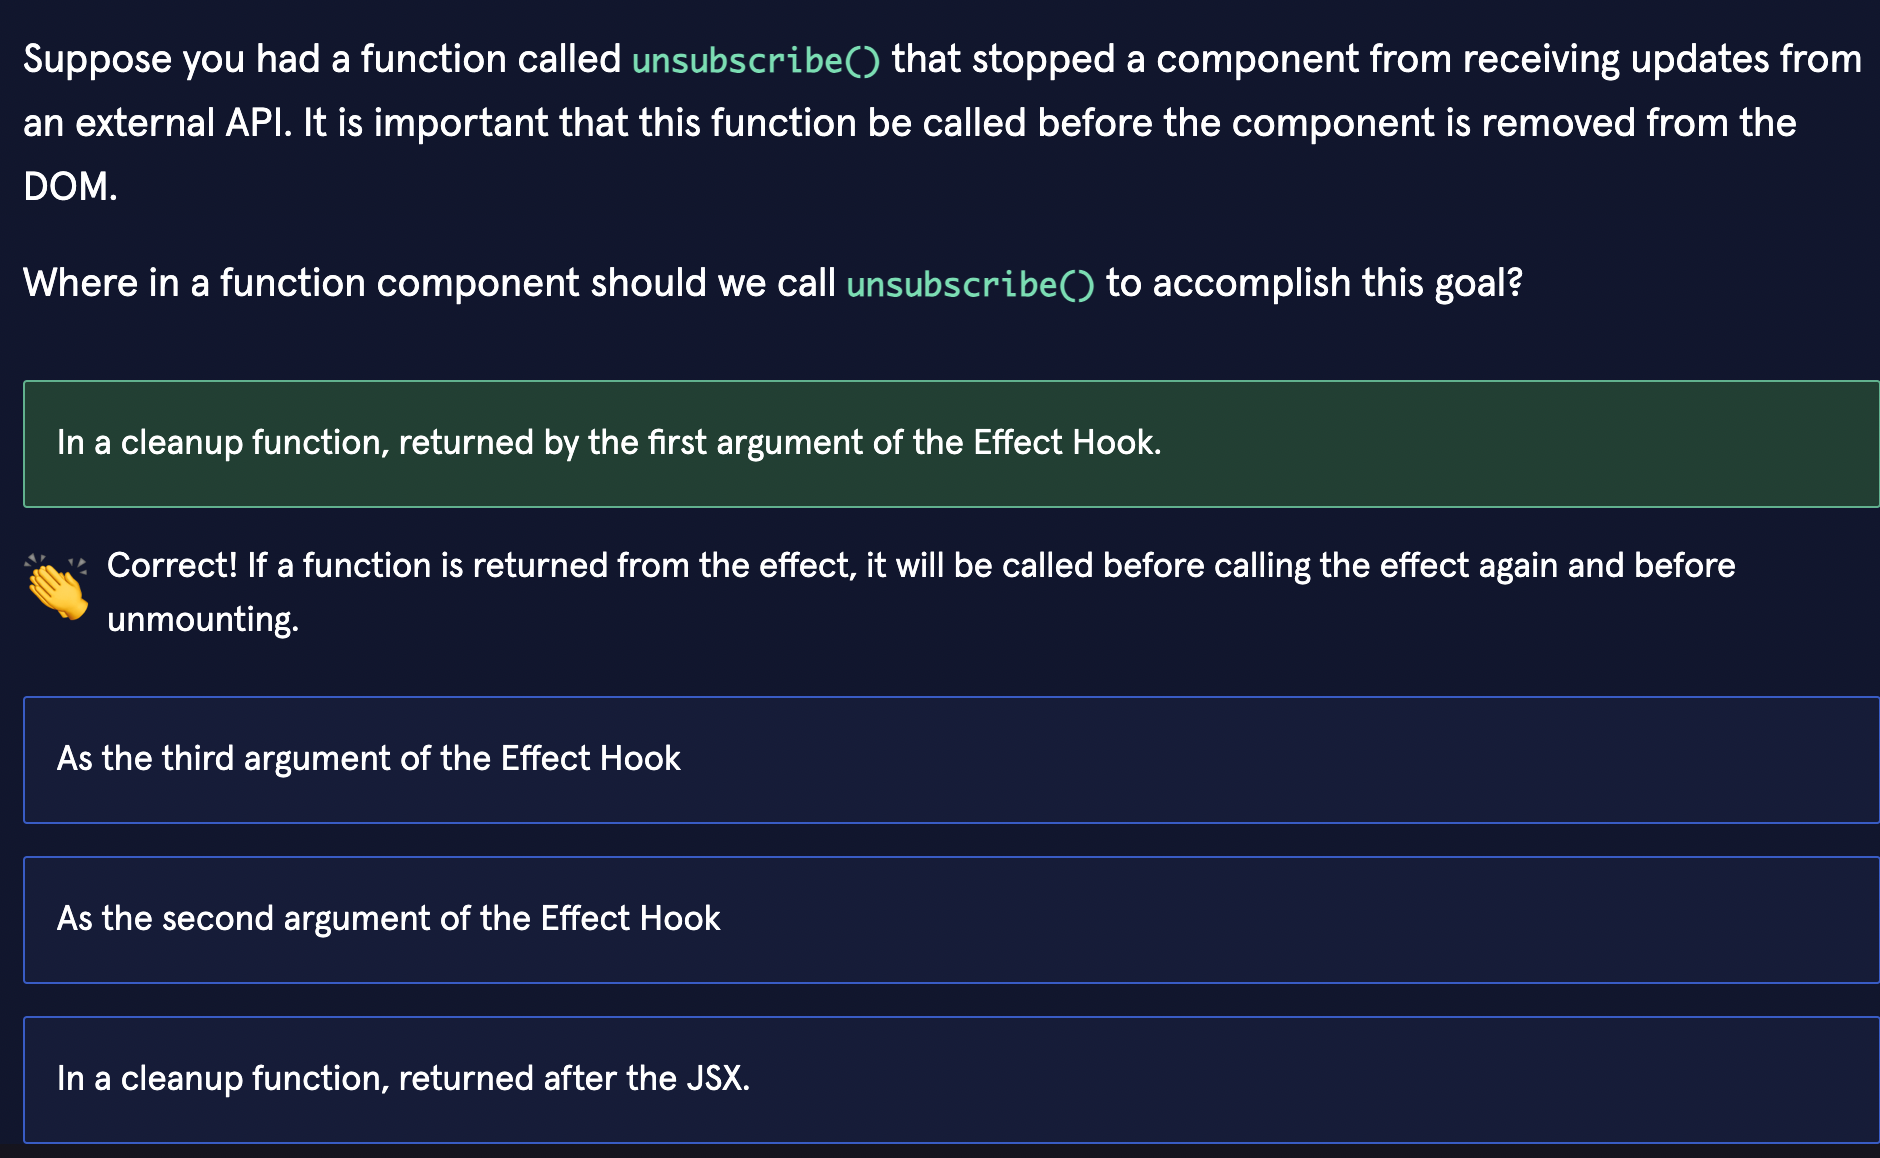 Suppose you had a function called unsubscribe() that stopped a component from receiving updates from
an external API. It is important that this function be called before the component is removed from the
DOM.
Where in a function component should we call unsubscribe() to accomplish this goal?
In a cleanup function, returned by the first argument of the Effect Hook.
Correct! If a function is returned from the effect, it will be called before calling the effect again and before
unmounting.
As the third argument of the Effect Hook
As the second argument of the Effect Hook
In a cleanup function, returned after the JSX.